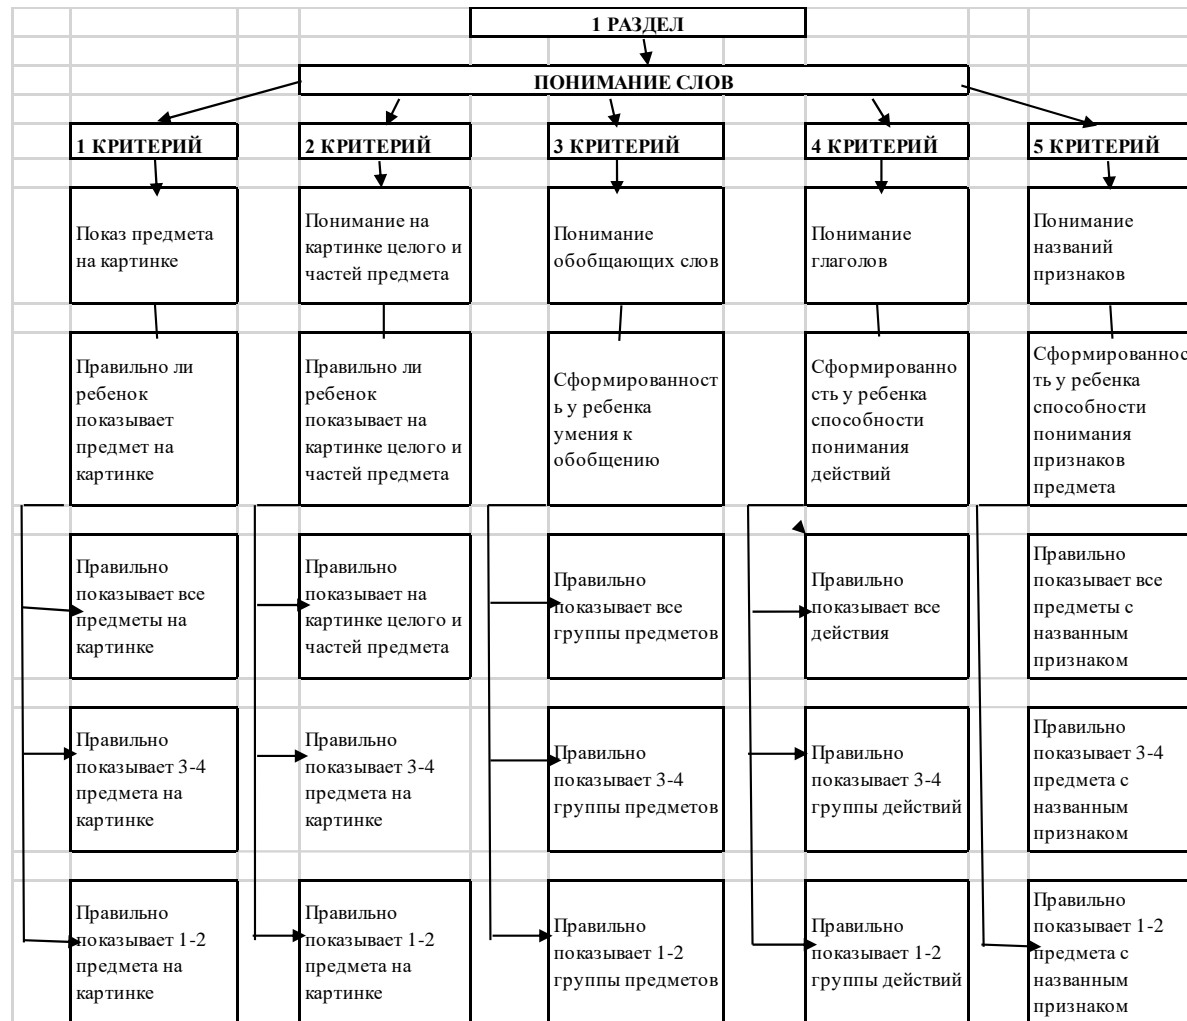 1 РАЗДЕЛ
ПОНИМАНИЕ СЛОВ
1 КРИТЕРИЙ
2 КРИТЕРИЙ
3 КРИТЕРИЙ
4 КРИТЕРИЙ
5 КРИТЕРИЙ
Показ предмета
на картинке
Понимание на
картинке целого и
частей предмета
Понимание
обобщающих слов
Понимание
глаголов
Понимание
названий
признаков
Правильно ли
ребенок
показывает
предмет на
картинке
Правильно ли
ребенок
показывает на
картинке целого и
частей предмета
Сформированност
ь у ребенка
умения к
обобщению
Сформированно
сть у ребенка
способности
понимания
действий
Сформированнос
ть у ребенка
способности
понимания
признаков
предмета
Правильно
показывает все
предметы на
картинке
Правильно
показывает на
картинке целого и
частей предмета
Правильно
показывает все
группы предметов
Правильно
показывает все
действия
Правильно
показывает все
предметы с
названным
признаком
Правильно
показывает 3-4
предмета на
картинке
Правильно
показывает 3-4
предмета на
картинке
Правильно
показывает 3-4
группы предметов
Правильно
показывает 3-4
группы действий
Правильно
показывает 3-4
предмета с
названным
признаком
Правильно
показывает 1-2
предмета на
картинке
Правильно
показывает 1-2
предмета на
картинке
Правильно
показывает 1-2
группы предметов
Правильно
показывает 1-2
группы действий
Правильно
показывает 1-2
предмета с
названным
признаком